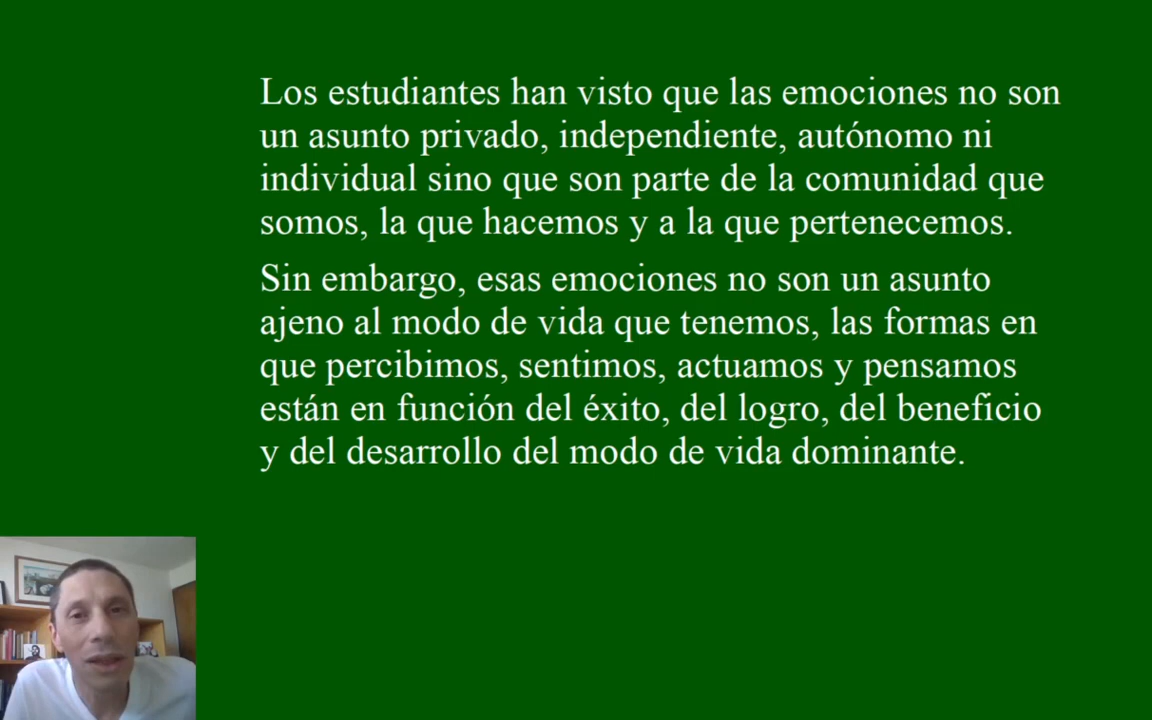 Los estudiantes han visto que las emociones no son
un asunto privado, independiente, autónomo ni
individual sino que son parte de la comunidad que
somos, la que hacemos y a la que pertenecemos.
Sin embargo, esas emociones no son un asunto
ajeno al modo de vida que tenemos, las formas en
que percibimos, sentimos, actuamos y pensamos
están en función del éxito, del logro, del beneficio
y del desarrollo del modo de vida dominante.